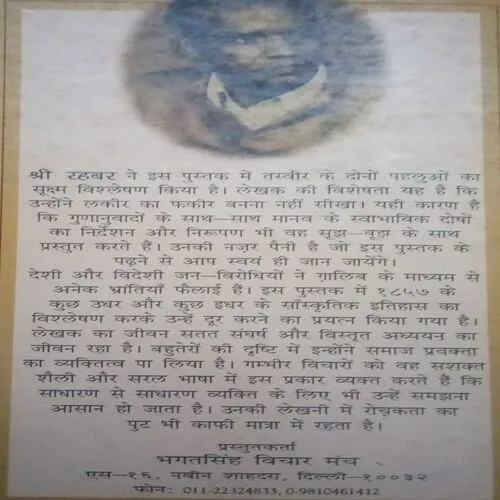 श्री रहबर ने इस पुस्तक में तस्वीर के दोनों पहलुओं का
सूक्ष्म विश्लेषण किया है। लेखक की विशेषता यह है कि
उन्होंने लकीर का फकीर बनना नहीं सीखा। यही कारण है
कि गुणानुवादों के साथ–साथ मानव के स्वाभाविक दोषों
का निर्देशन और निरूपण भी वह सूझ–बूझ के साथ
प्रस्तुत करते हैं। उनकी नज़र पैनी है जो इस पुस्तक के
पढ़ने से आप स्वयं ही जान जायेंगे।
देशी और विदेशी जन–विरोधियों ने ग़ालिब के माध्यम से
अनेक भ्रांतियाँ फैलाई हैं। इस पुस्तक में १८५७ के
कुछ उधर और कुछ इधर के सॉंस्कृतिक इतिहास का
विश्लेषण करके उन्हें दूर करने का प्रयत्न किया गया है।
लेखक का जीवन सतत संघर्ष और विस्तृत अध्ययन का
जीवन रहा है। बहुतेरों की दृष्टि में इन्होंने समाज प्रवक्ता
का व्यक्तित्व पा लिया है। गम्भीर विचारों को वह सशक्त
शैली और सरल भाषा में इस प्रकार व्यक्त करते हैं कि
साधारण से साधारण व्यक्ति के लिए भी उन्हें समझना
आसान हो जाता है। उनकी लेखनी में रोचकता का
पुट भी काफी मात्रा में रहता है।
प्रस्तुतकर्ता
भगतसिंह विचार मंच
एस–१६, नवीन शाहदरा, दिल्ली–१००३२
फोन: 011-22324833, 0-9810461412